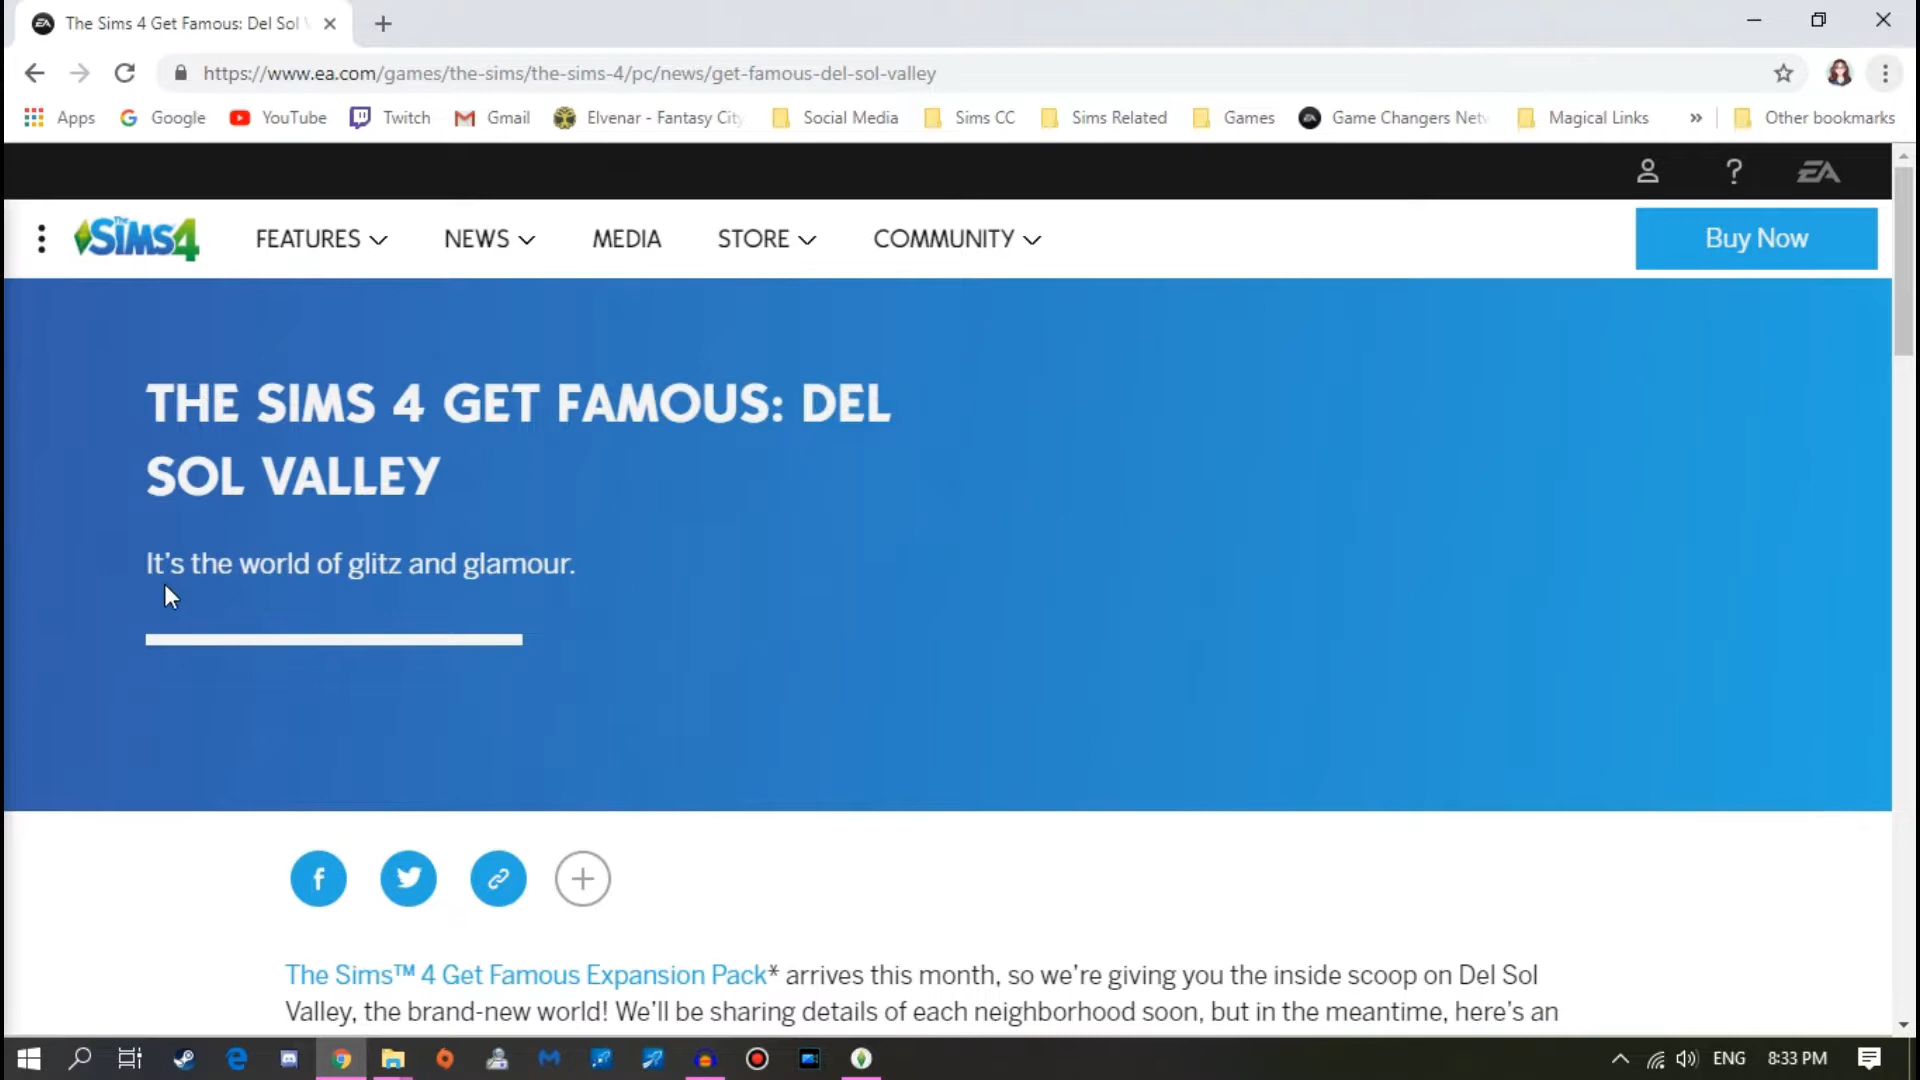 The Sims 4 Get Famous: Del Sol
https://www.ea.com/games/the-sims/the-sims-4/pc/news/get-famous-del-sol-valley
Apps Google YouTube Twitch Gmail Elvenar - Fantasy City Social Media Sims CC Sims Related Games Game Changers Net Magical Links » Other bookmarks
? EA
The SiMS 4 FEATURES NEWS MEDIA STORE COMMUNITY Buy Now
THE SIMS 4 GET FAMOUS: DEL
SOL VALLEY
It's the world of glitz and glamour.
The Sims™ 4 Get Famous Expansion Pack* arrives this month, so we're giving you the inside scoop on Del Sol
Valley, the brand-new world! We'll be sharing details of each neighborhood soon, but in the meantime, here's an
ENG 8:33 PM